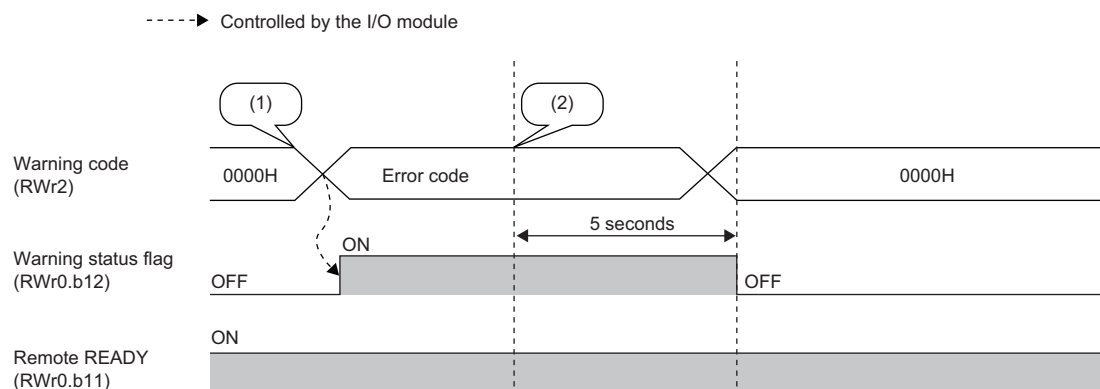 Controlled by the I/O module
(1)
(2)
Warning code
(RWr2)
0000H
Error code
0000H
5 seconds
Warning status flag
(RWr0.b12)
OFF
ON
OFF
ON
Remote READY
(RWr0.b11)